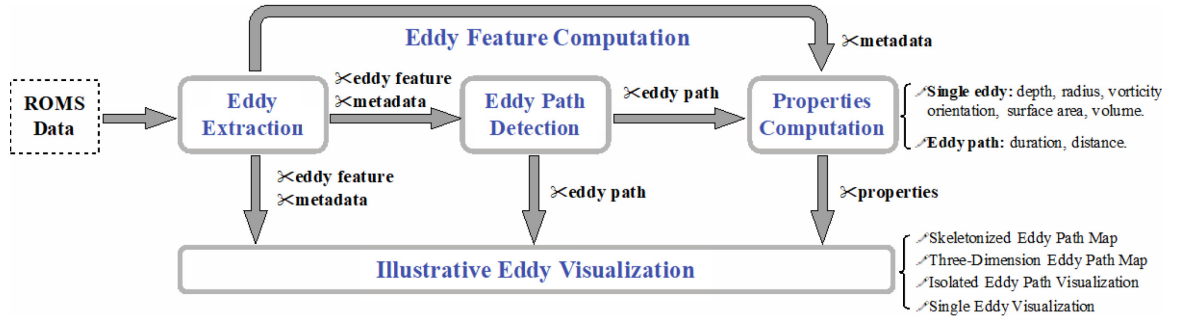 Eddy Feature Computation
✂metadata
ROMS
Data
Eddy
Extraction
✂eddy feature
✂metadata
Eddy Path
Detection
✂eddy path
Properties
Computation
Single eddy: depth, radius, vorticity
orientation, surface area, volume.
Eddy path: duration, distance.
✂eddy feature
✂metadata
✂eddy path
✂properties
Illustrative Eddy Visualization
Skeletonized Eddy Path Map
Three-Dimension Eddy Path Map
Isolated Eddy Path Visualization
Single Eddy Visualization